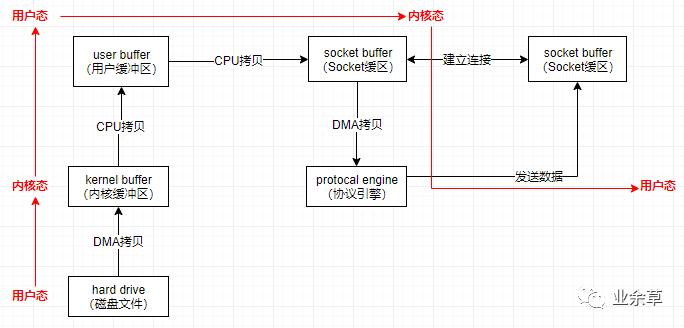 用户态
内核态
user buffer
(用户缓冲区)
CPU拷贝
socket buffer
(Socket缓区)
建立连接
socket buffer
(Socket缓区)
CPU拷贝
DMA拷贝
内核态
kernel buffer
(内核缓冲区)
protocal engine
(协议引擎)
发送数据
用户态
DMA拷贝
用户态
hard drive
(磁盘文件)
业余草